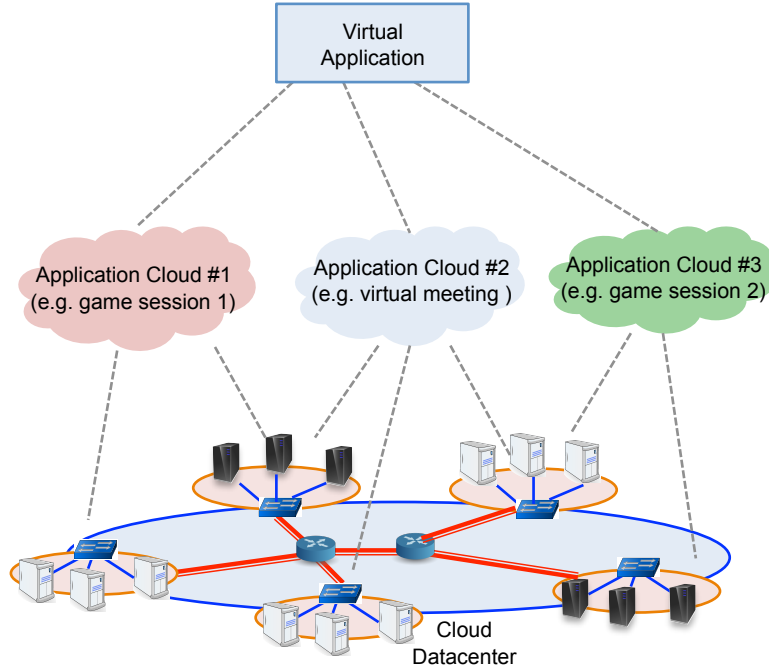 Virtual
Application
Application Cloud #1
(e.g. game session 1)
Application Cloud #2
(e.g. virtual meeting )
Application Cloud #3
(e.g. game session 2)
Cloud
Datacenter